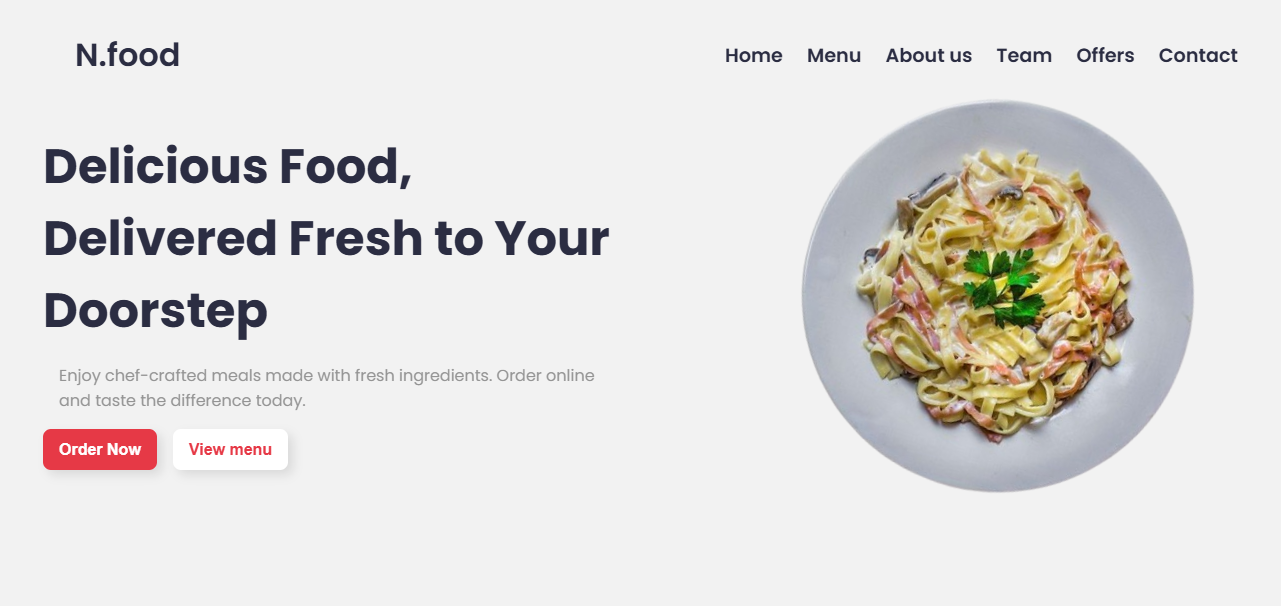 N.food
Home Menu About us Team Offers Contact
Delicious Food,
Delivered Fresh to Your
Doorstep
Enjoy chef-crafted meals made with fresh ingredients. Order online
and taste the difference today.
Order Now View menu